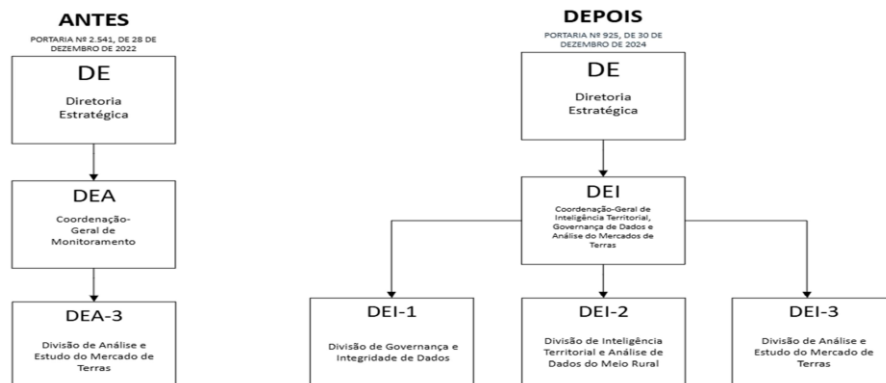 ANTES
PORTARIA Nº 2.541, DE 28 DE
DEZEMBRO DE 2022
DE
Diretoria
Estratégica
DEA
Coordenação-
Geral de
Monitoramento
DEA-3
Divisão de Análise e
Estudo do Mercado de
Terras
DEPOIS
PORTARIA Nº 925, DE 30 DE
DEZEMBRO DE 2024
DE
Diretoria
Estratégica
DEI
Coordenação-Geral de
Inteligência Territorial,
Governança de Dados e
Análise do Mercados de
Terras
DEI-1
Divisão de Governança e
Integridade de Dados
DEI-2
Divisão de Inteligência
Territorial e Análise de
Dados do Meio Rural
DEI-3
Divisão de Análise e
Estudo do Mercado de
Terras